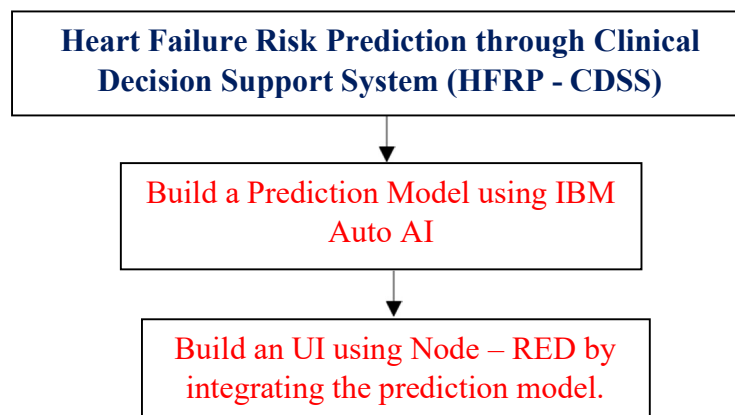 Heart Failure Risk Prediction through Clinical
Decision Support System (HFRP - CDSS)
Build a Prediction Model using IBM
Auto AI
Build an UI using Node – RED by
integrating the prediction model.